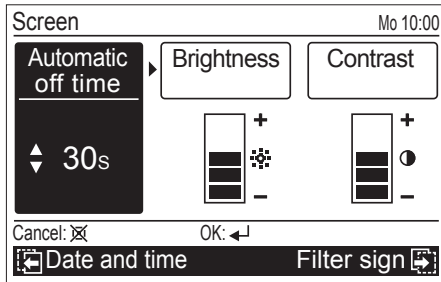 Screen Mo 10:00
Automatic off time
Brightness
Contrast
30s
+
+
−
−
Cancel: OK:
Date and time Filter sign